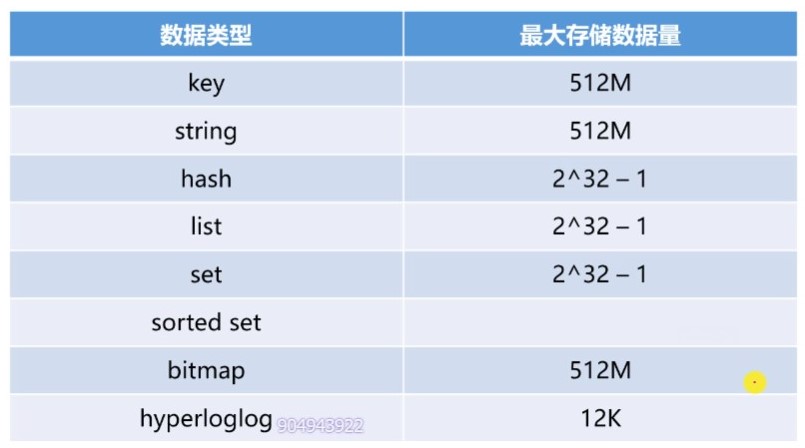 数据类型 最大存储数据量
key 512M
string 512M
hash 2^32 – 1
list 2^32 – 1
set 2^32 – 1
sorted set
bitmap 512M
hyperloglog 12K
904943922